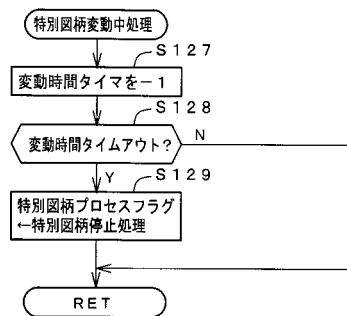 特別図柄変動中処理
S127
変動時間タイマを−1
S128
変動時間タイムアウト？
N
Y
S129
特別図柄プロセスフラグ
←特別図柄停止処理
RET